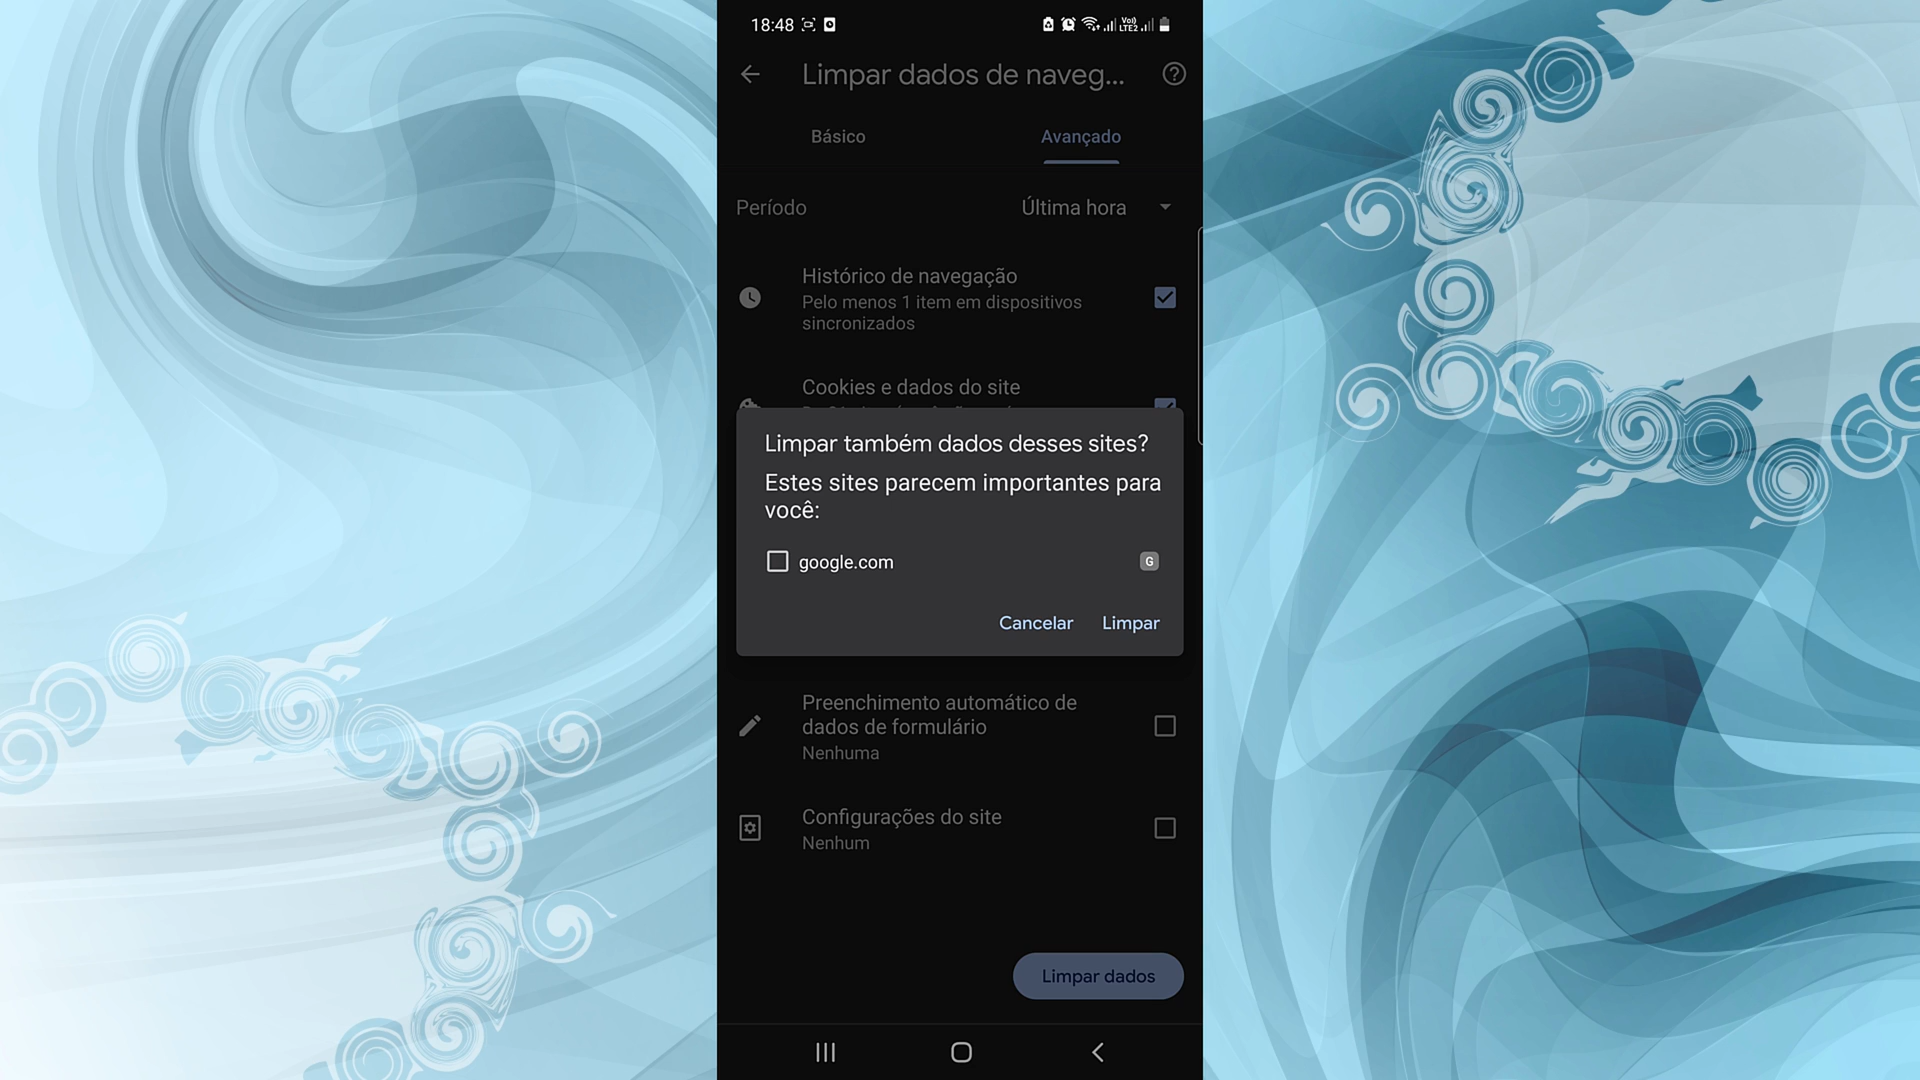 18:48
Vo)) LTE2
Limpar dados de naveg...
Básico
Avançado
Período
Última hora
Histórico de navegação
Pelo menos 1 item em dispositivos
sincronizados
Cookies e dados do site
Limpar também dados desses sites?
Estes sites parecem importantes para
você:
google.com
G
Cancelar
Limpar
Preenchimento automático de
dados de formulário
Nenhuma
Configurações do site
Nenhum
Limpar dados